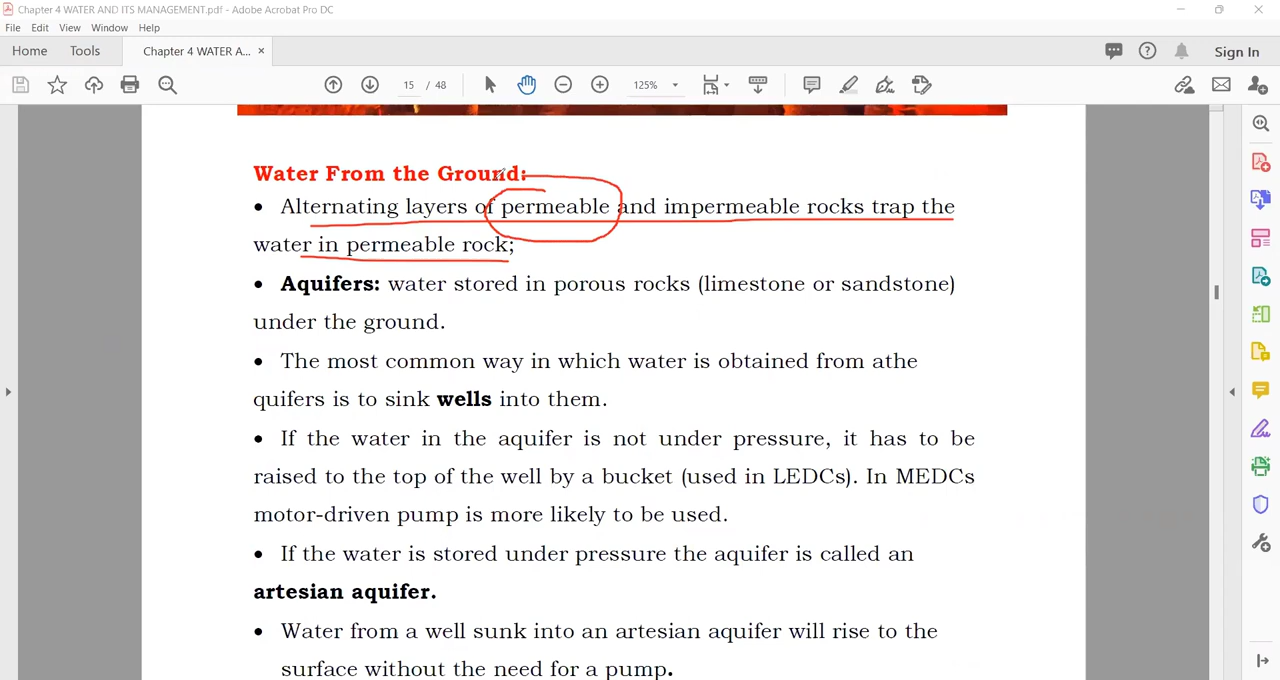 Chapter 4 WATER AND ITS MANAGEMENT.pdf - Adobe Acrobat Pro DC
File Edit View Window Help
Home Tools Chapter 4 WATER A... × Sign In
15 / 48 125%
Water From the Ground:
• Alternating layers of permeable and impermeable rocks trap the
water in permeable rock;
• Aquifers: water stored in porous rocks (limestone or sandstone)
under the ground.
• The most common way in which water is obtained from athe
quifers is to sink wells into them.
• If the water in the aquifer is not under pressure, it has to be
raised to the top of the well by a bucket (used in LEDCs). In MEDCs
motor-driven pump is more likely to be used.
• If the water is stored under pressure the aquifer is called an
artesian aquifer.
• Water from a well sunk into an artesian aquifer will rise to the
surface without the need for a pump.